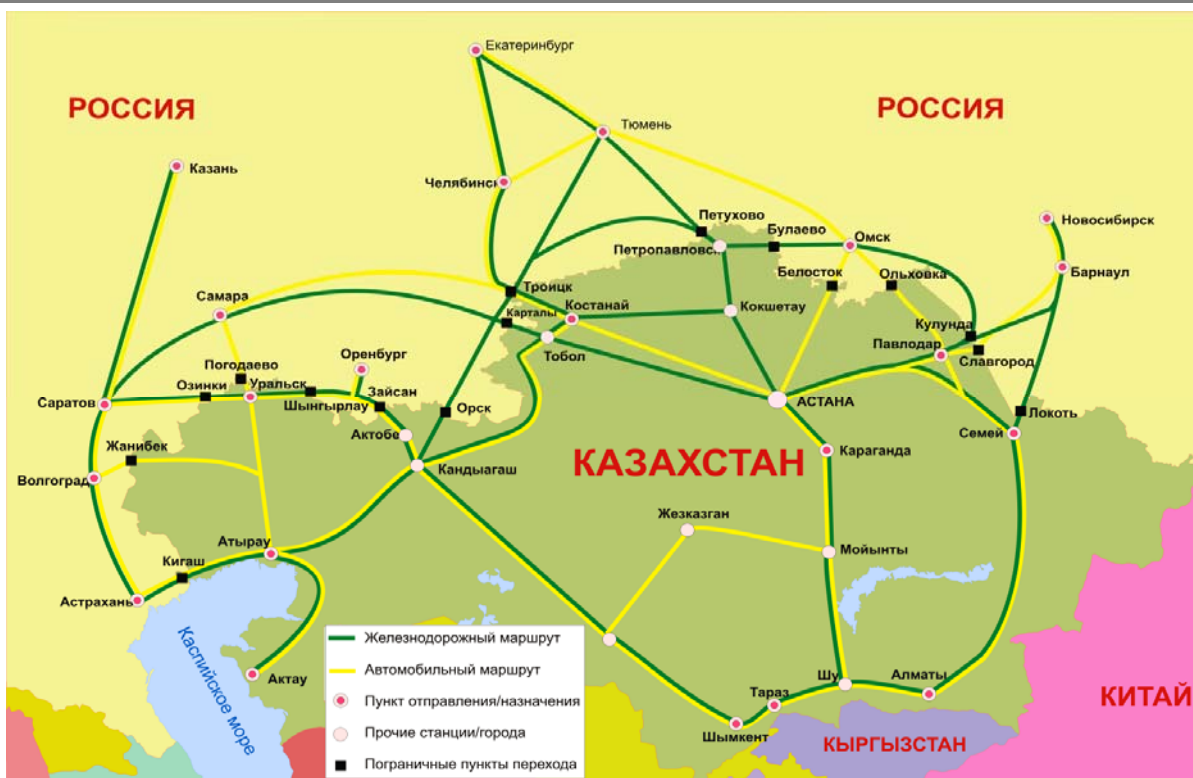 Екатеринбург
РОССИЯ
РОССИЯ
Тюмень
Казань
Челябинск
Петухово
Новосибирск
Булаево
Омск
Петропавловск
Белосток
Ольховка
Барнаул
Троицк
Самара
Костанай
Кокшетау
Карталы
Кулунда
Тобол
Павлодар
Славгород
Оренбург
Погодаево
Озинки
Уральск
Зайсан
Саратов
Шынгырлау
Орск
АСТАНА
Локоть
Актобе
Семей
Жанибек
Караганда
Волгоград
Кандыагаш
КАЗАХСТАН
Жезказган
Атырау
Мойынты
Кигаш
Астрахань
Каспийское море
Железнодорожный маршрут
Автомобильный маршрут
Актау
Шу
Алматы
Тараз
КИТАЙ
Пункт отправления/назначения
Прочие станции/города
Шымкент
КЫРГЫЗСТАН
Пограничные пункты перехода